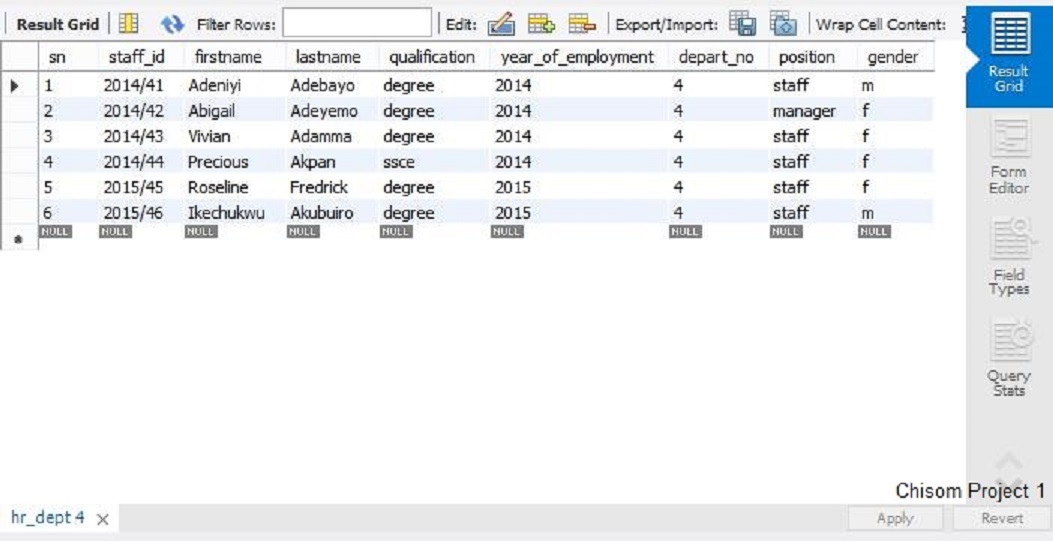 Result Grid Filter Rows: Edit: Export/Import: Wrap Cell Content:
sn staff_id firstname lastname qualification year_of_employment depart_no position gender
1 2014/41 Adeniyi Adebayo degree 2014 4 staff m
2 2014/42 Abigail Adeyemo degree 2014 4 manager f
3 2014/43 Vivian Adamma degree 2014 4 staff f
4 2014/44 Precious Akpan ssce 2014 4 staff f
5 2015/45 Roseline Fredrick degree 2015 4 staff f
6 2015/46 Ikechukwu Akubuiro degree 2015 4 staff m
NULL NULL NULL NULL NULL NULL NULL NULL NULL
Result
Grid
Form
Editor
Field
Types
Query
Stats
Chisom Project 1
hr_dept 4 Apply Revert